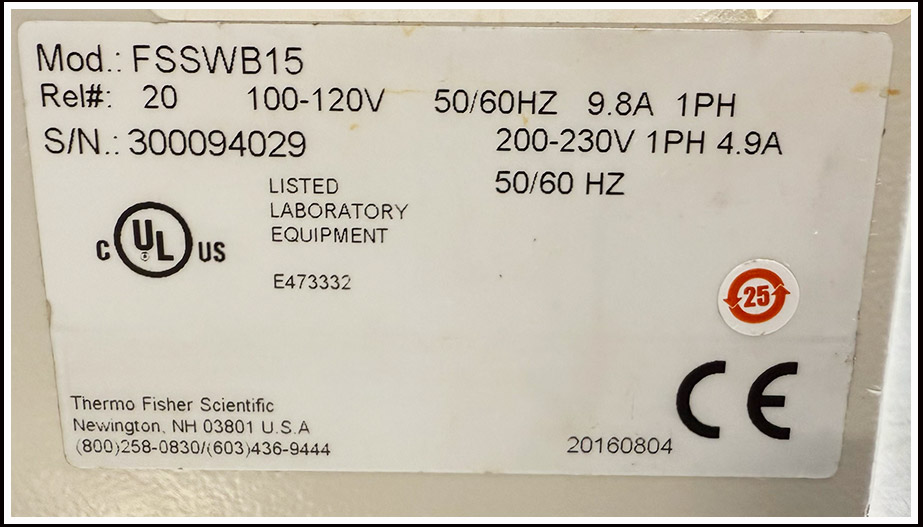 Mod.: FSSWB15
Rel#: 20 100-120V 50/60HZ 9.8A 1PH
S/N.: 300094029 200-230V 1PH 4.9A
50/60 HZ
LISTED
LABORATORY
EQUIPMENT
C UL ® US
E473332
25
CE
Thermo Fisher Scientific
Newington, NH 03801 U.S.A
(800)258-0830/(603)436-9444
20160804